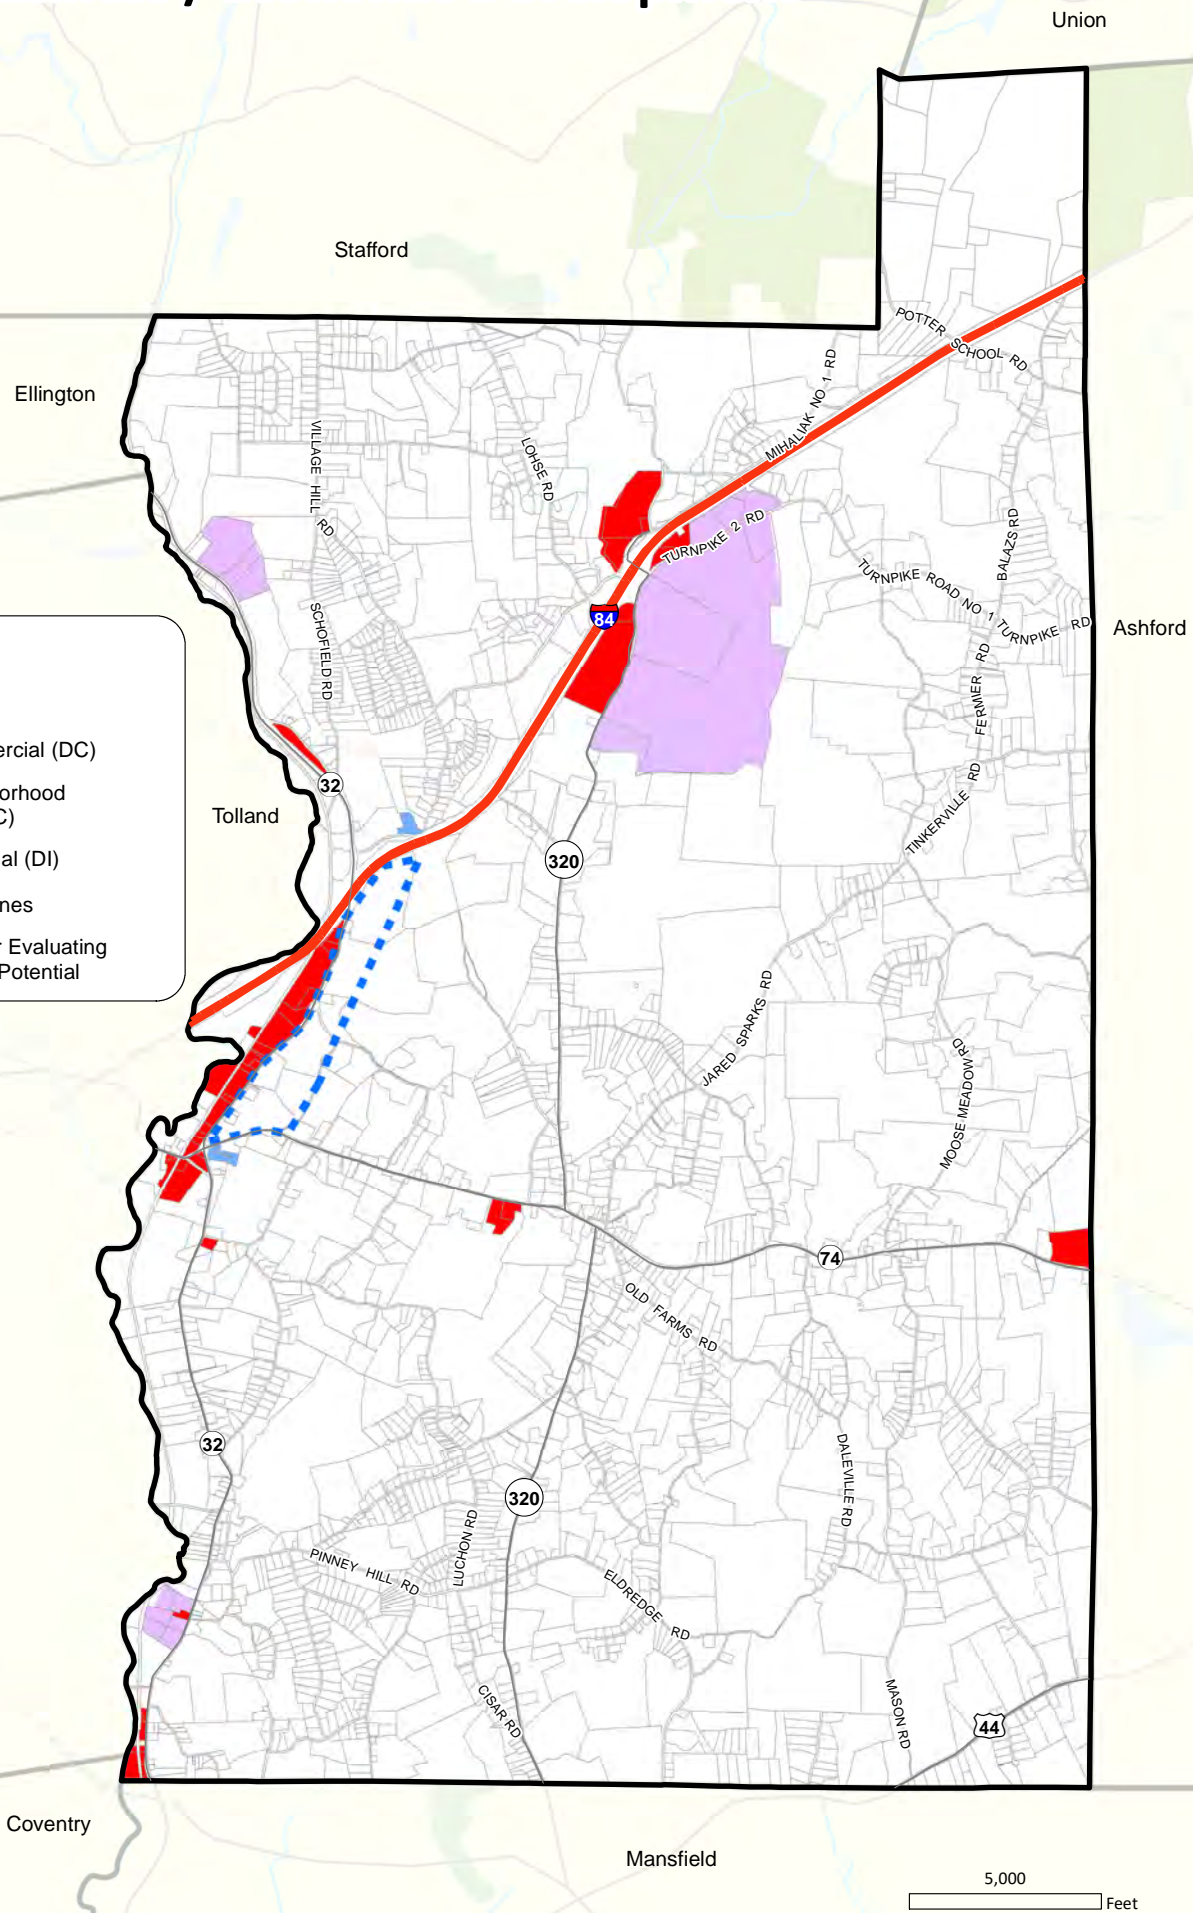 Union
Stafford
Ellington
POTTER SCHOOL RD
MIHALIAK NO 1 RD
VILLAGE HILL RD
LOHSE RD
TURNPIKE 2 RD
BALAZS RD
TURNPIKE ROAD NO 1
TURNPIKE RD
84
Ashford
SCHOFIELD RD
FERMIER RD
ercial (DC)
orhood
C)
al (DI)
nes
r Evaluating
Potential
32
Tolland
TINKERVILLE RD
320
JARED SPARKS RD
MOOSE MEADOW RD
74
OLD FARMS RD
32
DALEVILLE RD
320
LUCHON RD
PINNEY HILL RD
ELDREDGE RD
CISAR RD
MASON RD
44
Coventry
Mansfield
5,000
Feet